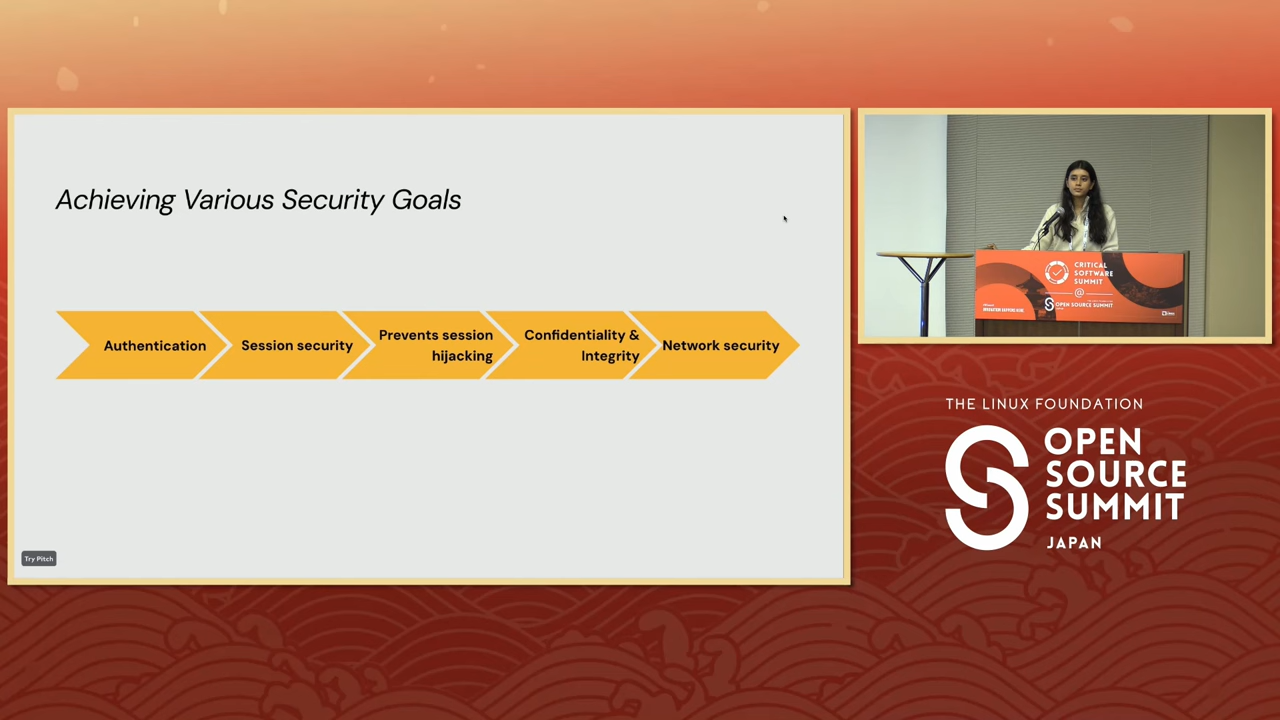 Achieving Various Security Goals
Authentication
Session security
Prevents session
hijacking
Confidentiality &
Integrity
Network security
Try Pitch
CRITICAL
SOFTWARE
SUMMIT
@
OPEN SOURCE SUMMIT
THE LINUX FOUNDATION
OPEN
SOURCE
SUMMIT
JAPAN